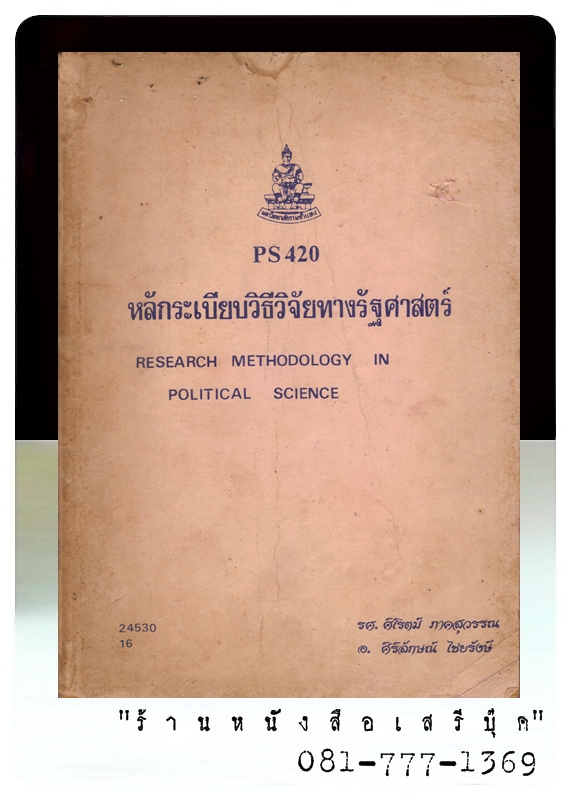 มหาวิทยาลัยรามคำแหง
PS 420
หลักระเบียบวิธีวิจัยทางรัฐศาสตร์
RESEARCH METHODOLOGY IN
POLITICAL SCIENCE
24530
16
รศ. ศิโรตม์ ภาคสุวรรณ
อ. ศิริลักษณ์ ไชยรังษี
"ร้านหนังสือเสรีบุ๊ค"
081-777-1369